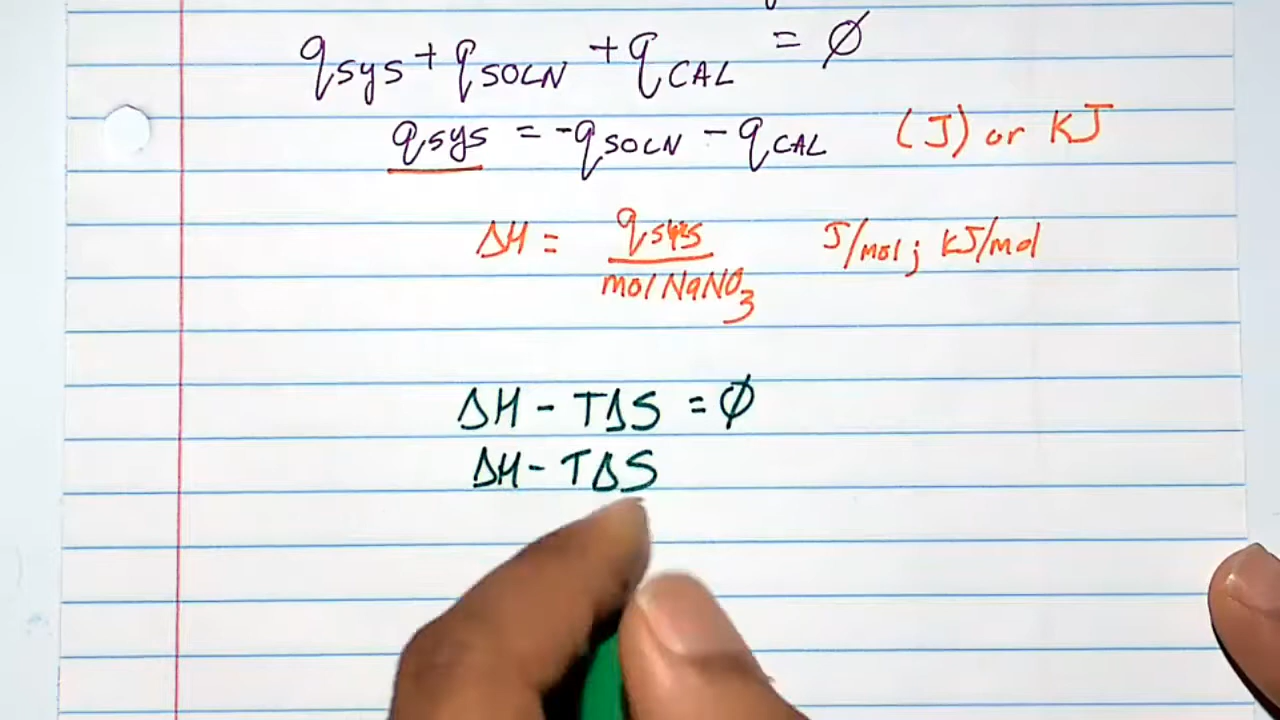 qsys + qSOLN + qCAL = ∅
qsys = -qSOLN - qCAL (J) or KJ
ΔH = qsys / mol NaNO3 J/mol; KJ/mol
ΔH - TΔS = ∅
ΔH - TΔS